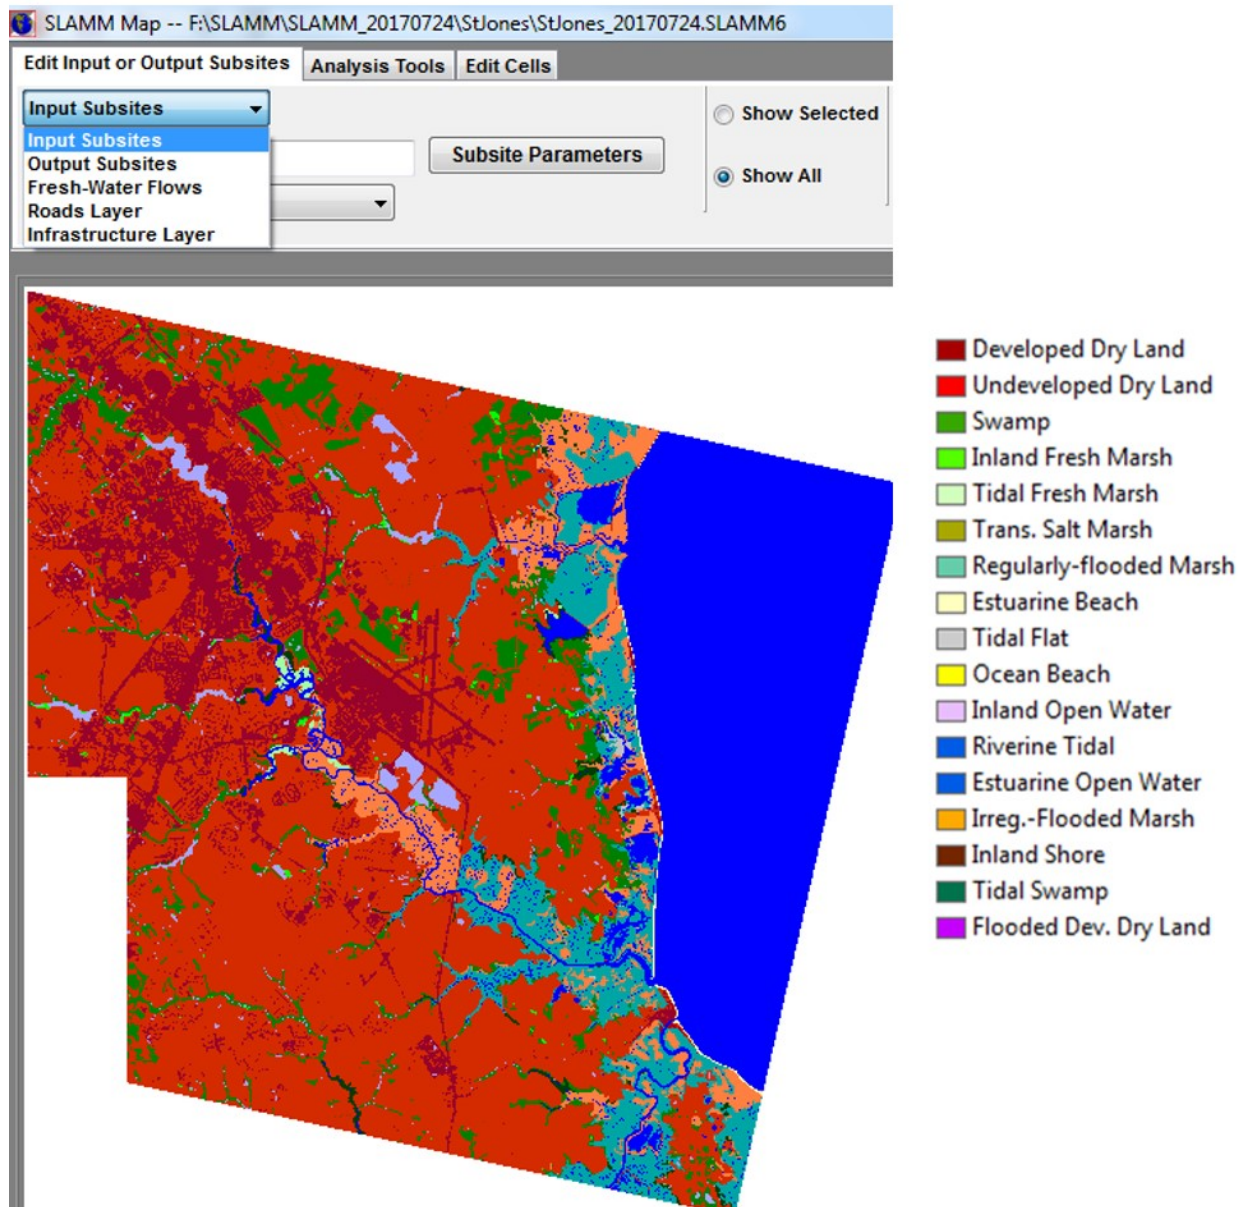 SLAMM Map -- F:\SLAMM\SLAMM_20170724\StJones\StJones_20170724.SLAMM6
Edit Input or Output Subsites
Analysis Tools
Edit Cells
Input Subsites
Input Subsites
Output Subsites
Fresh-Water Flows
Roads Layer
Infrastructure Layer
Subsite Parameters
Show Selected
Show All
Developed Dry Land
Undeveloped Dry Land
Swamp
Inland Fresh Marsh
Tidal Fresh Marsh
Trans. Salt Marsh
Regularly-flooded Marsh
Estuarine Beach
Tidal Flat
Ocean Beach
Inland Open Water
Riverine Tidal
Estuarine Open Water
Irreg.-Flooded Marsh
Inland Shore
Tidal Swamp
Flooded Dev. Dry Land